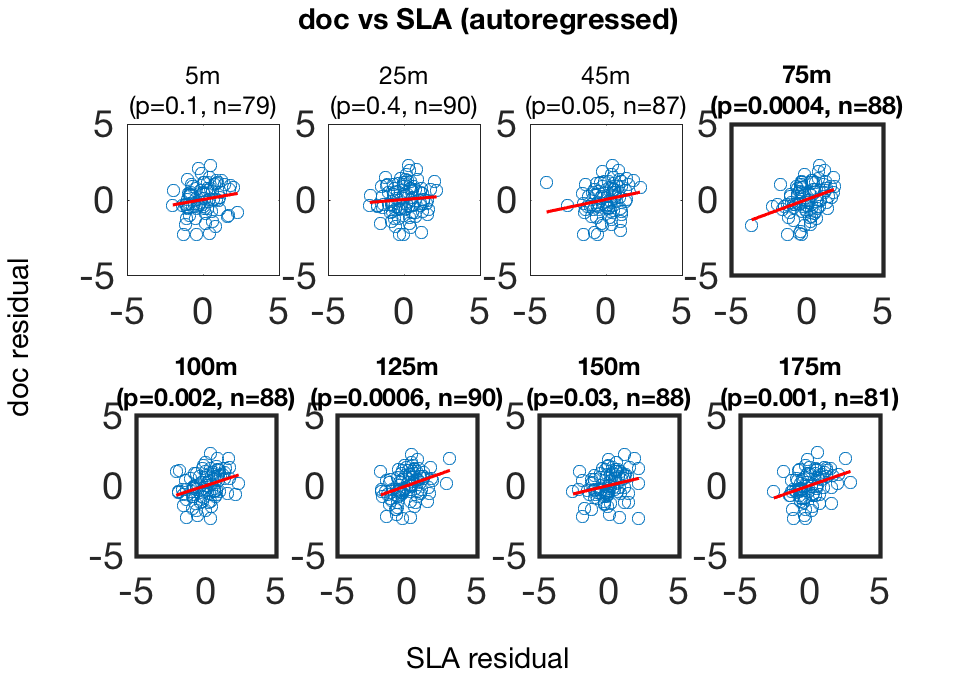 doc vs SLA (autoregressed)
5m
(p=0.1, n=79)
25m
(p=0.4, n=90)
45m
(p=0.05, n=87)
75m
(p=0.0004, n=88)
5
0
-5
-5 0 5
5
0
-5
-5 0 5
5
0
-5
-5 0 5
5
0
-5
-5 0 5
doc residual
100m
(p=0.002, n=88)
125m
(p=0.0006, n=90)
150m
(p=0.03, n=88)
175m
(p=0.001, n=81)
5
0
-5
-5 0 5
5
0
-5
-5 0 5
5
0
-5
-5 0 5
5
0
-5
-5 0 5
SLA residual